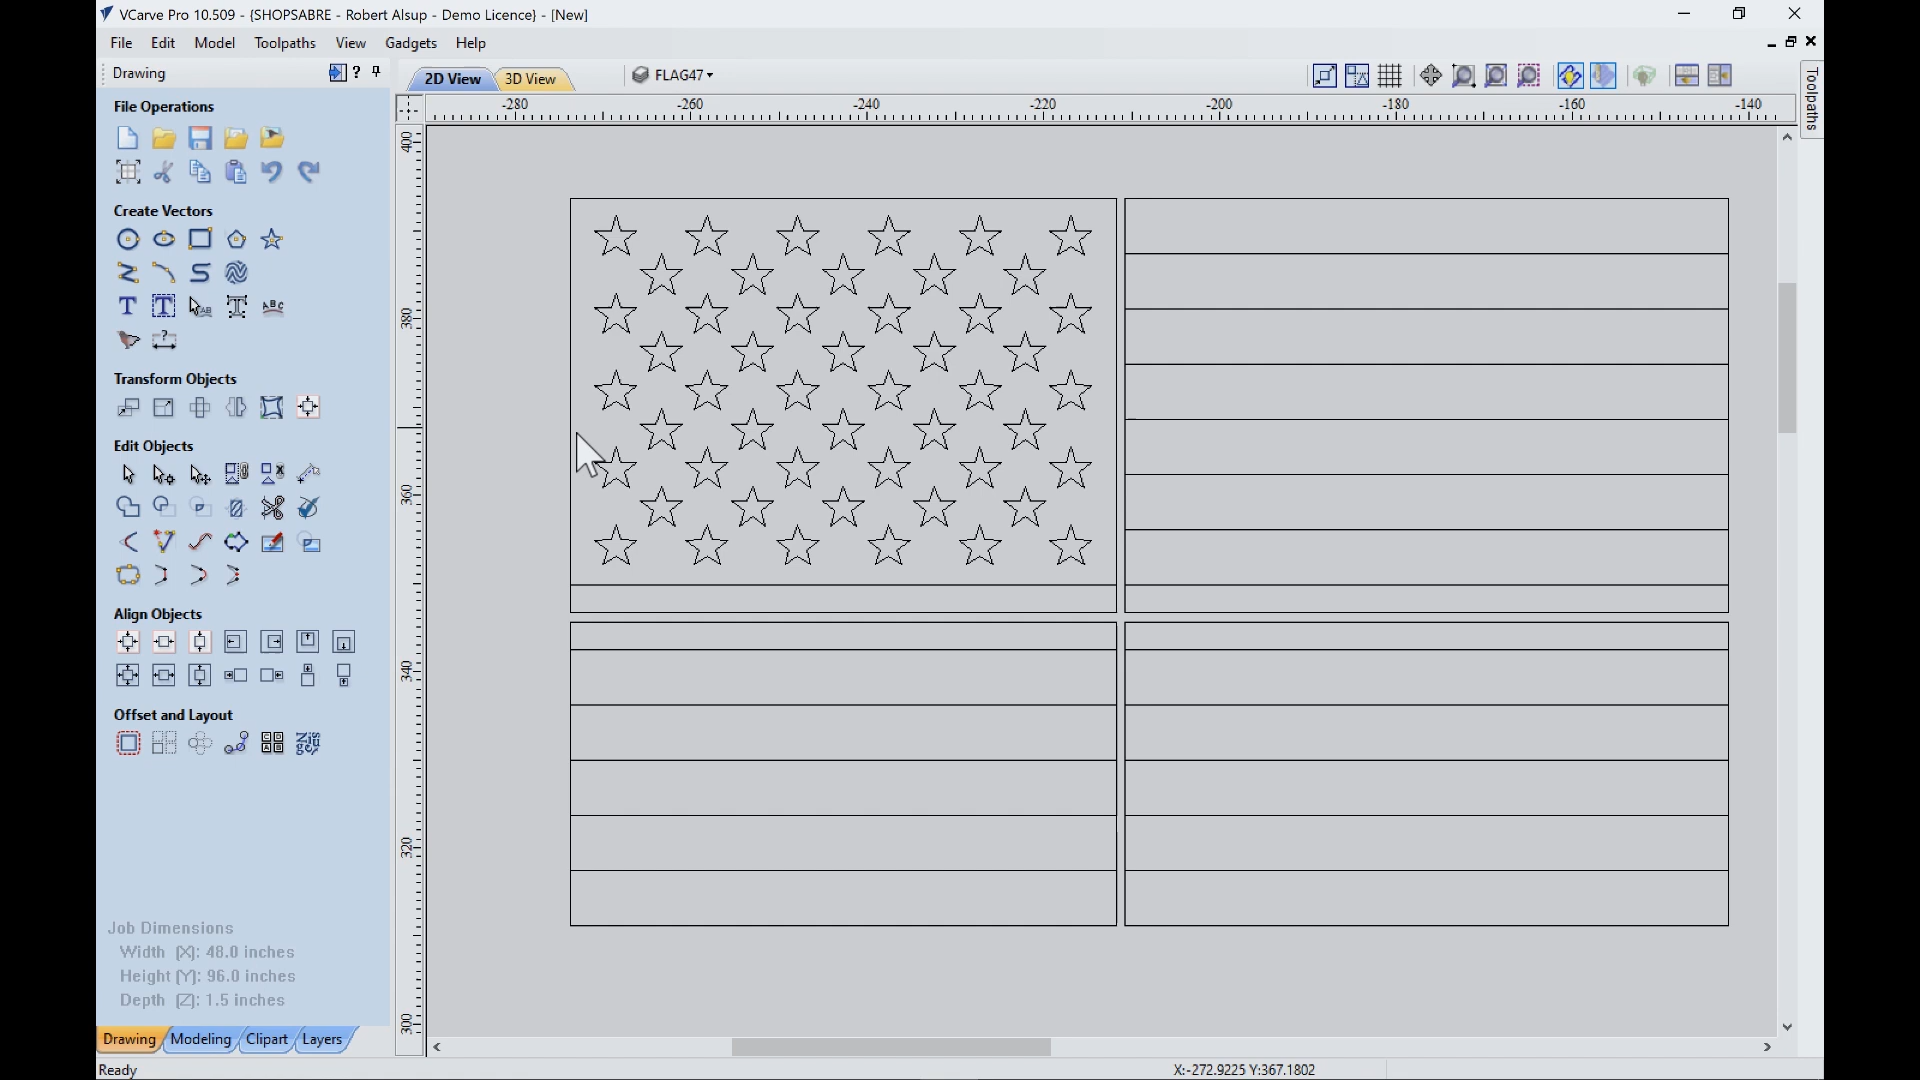 VCarve Pro 10.509 - {SHOPSABRE - Robert Alsup - Demo Licence} - [New]
File Edit Model Toolpaths View Gadgets Help
Drawing ?
2D View 3D View FLAG47
Toolpaths
-280 -260 -240 -220 -200 -180 -160 -140
400
380
360
340
320
300
File Operations
Create Vectors
Transform Objects
Edit Objects
Align Objects
Offset and Layout
Job Dimensions
Width (X): 48.0 inches
Height (Y): 96.0 inches
Depth (Z): 1.5 inches
Drawing Modeling Clipart Layers
Ready X:-272.9225 Y:367.1802